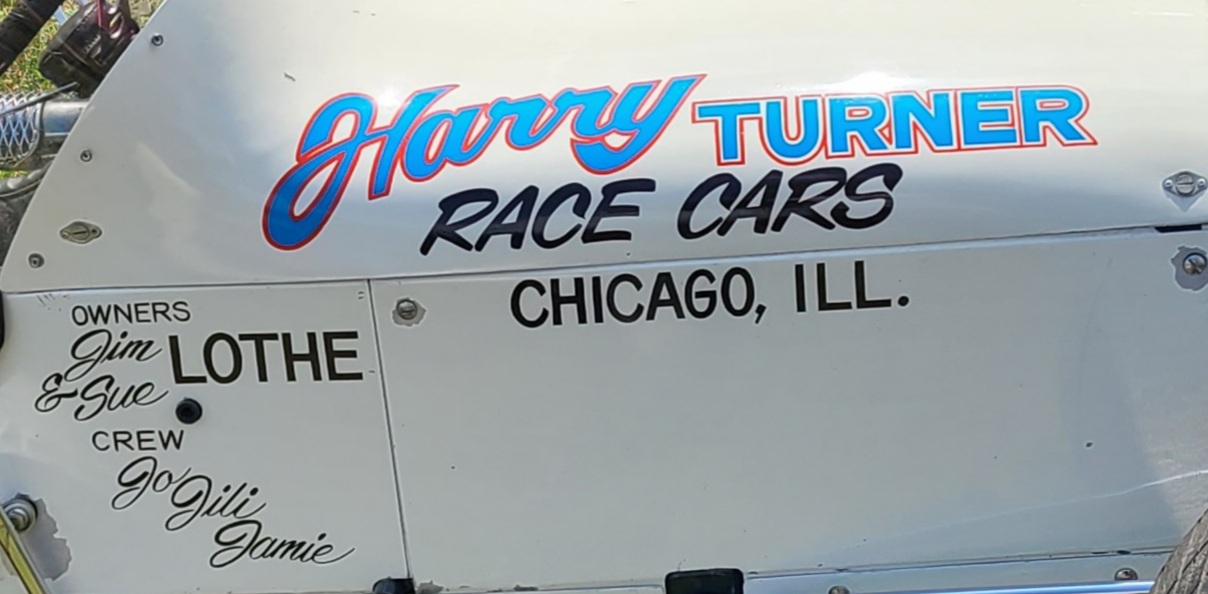 Harry TURNER
RACE CARS
CHICAGO, ILL.
OWNERS
Jim LOTHE
& Sue
CREW
Jo
Jili
Jamie